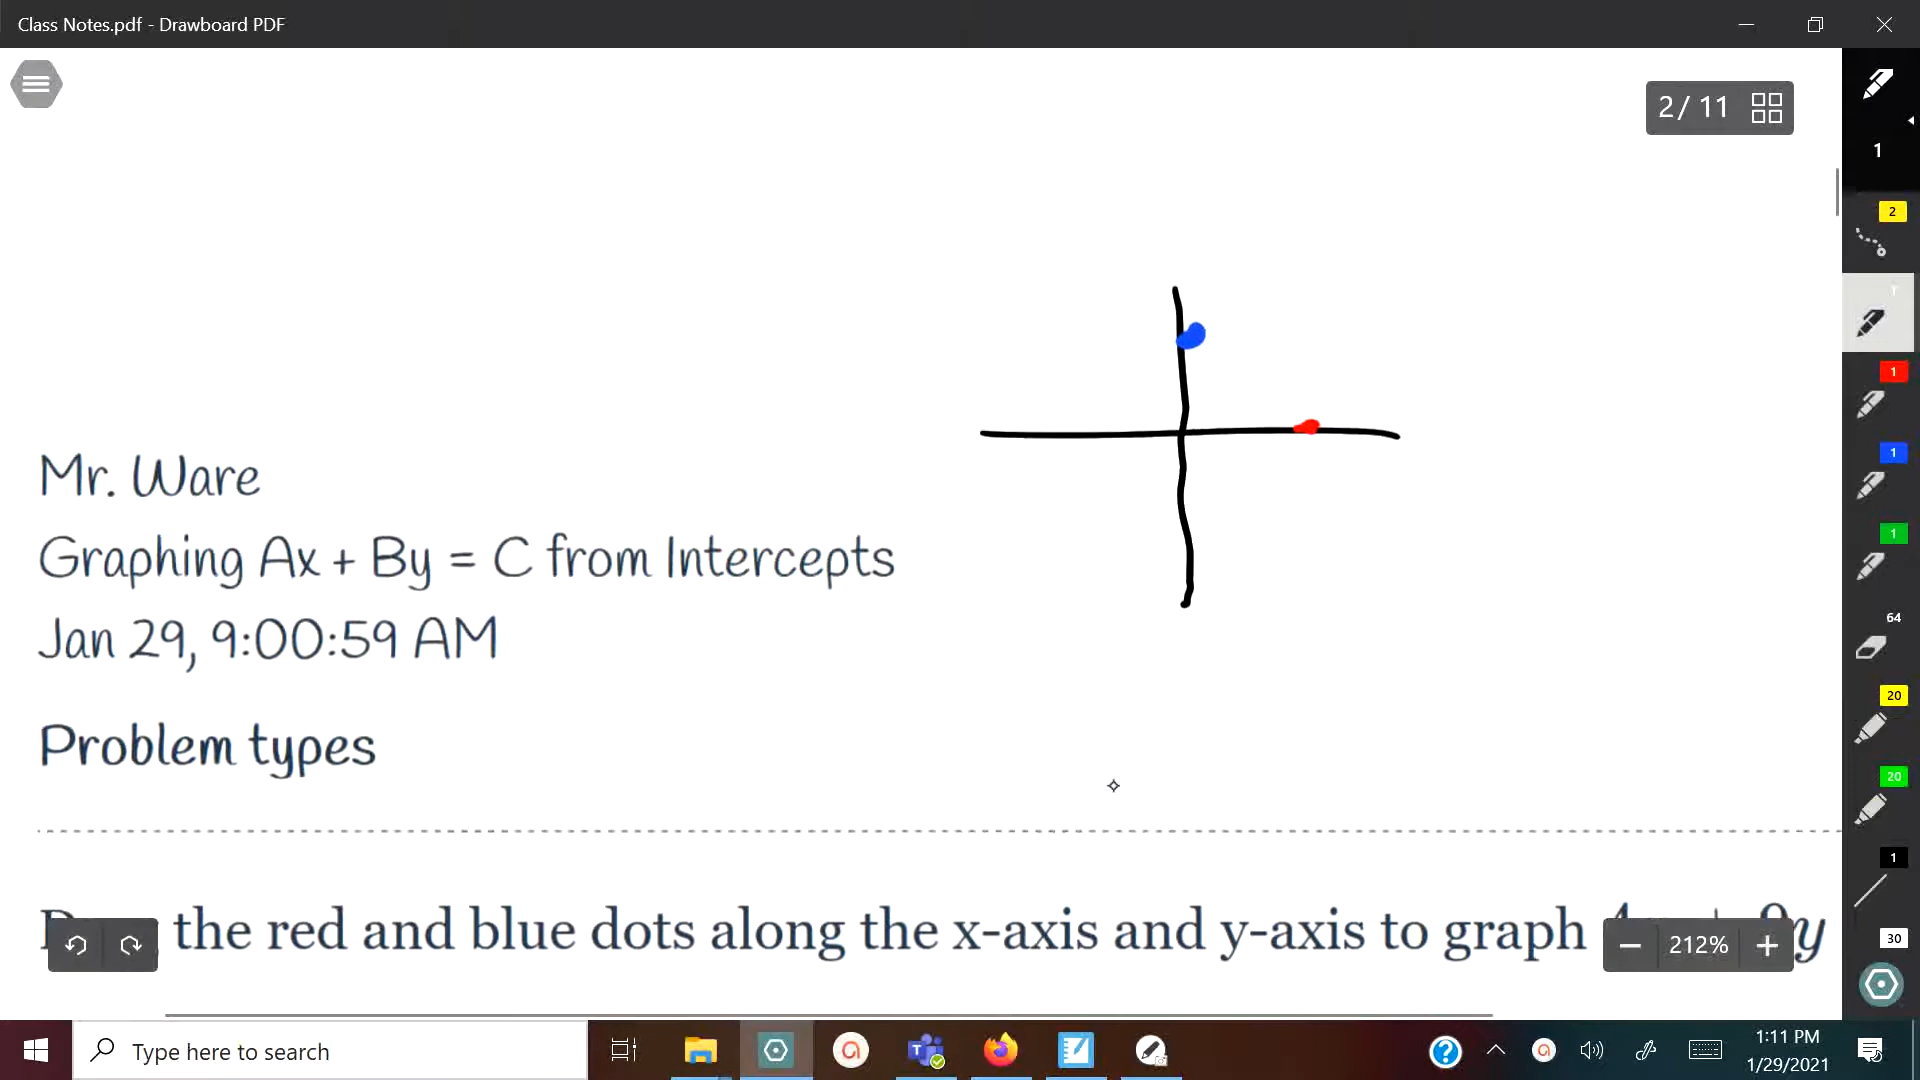 Class Notes.pdf - Drawboard PDF
2 / 11
1
2
1
1
1
64
20
20
1
30
Mr. Ware
Graphing Ax + By = C from Intercepts
Jan 29, 9:00:59 AM
Problem types
the red and blue dots along the x-axis and y-axis to graph
212%
Type here to search
1:11 PM
1/29/2021